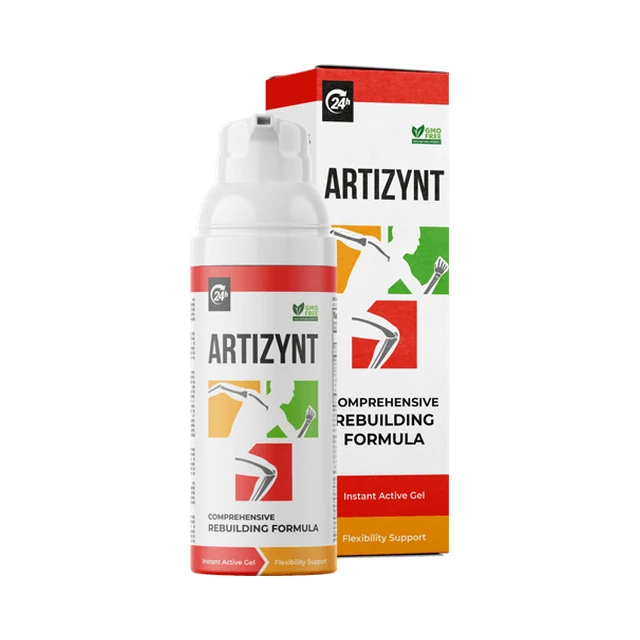 24h
GMO
FREE
ARTIZYNT
COMPREHENSIVE
REBUILDING FORMULA
Instant Active Gel
Flexibility Support
24h
GMO
FREE
ARTIZYNT
COMPREHENSIVE
REBUILDING
FORMULA
Instant Active Gel
Flexibility Support